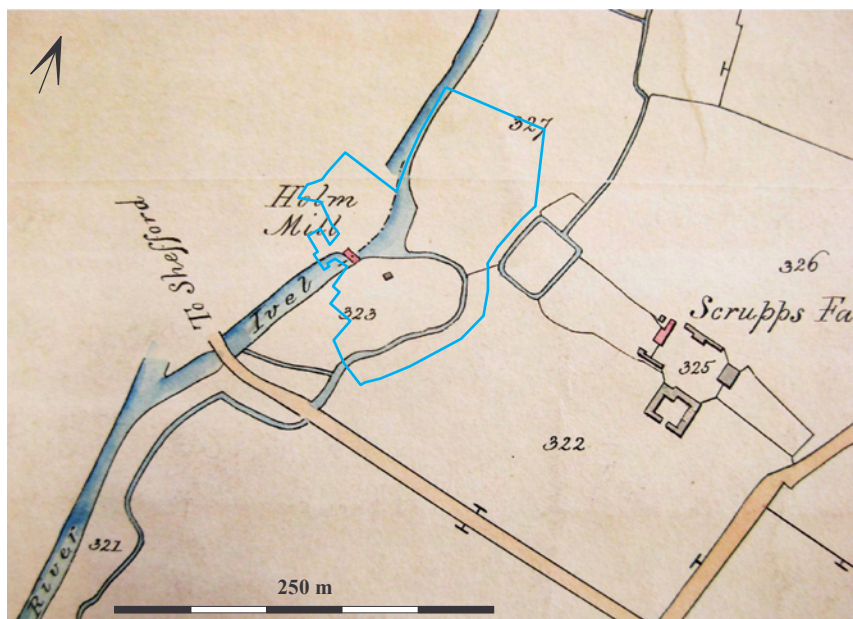 327
Holm
Mill
To Shefford
326
Scrupps Fa
Ivel
323
325
322
321
River
250 m